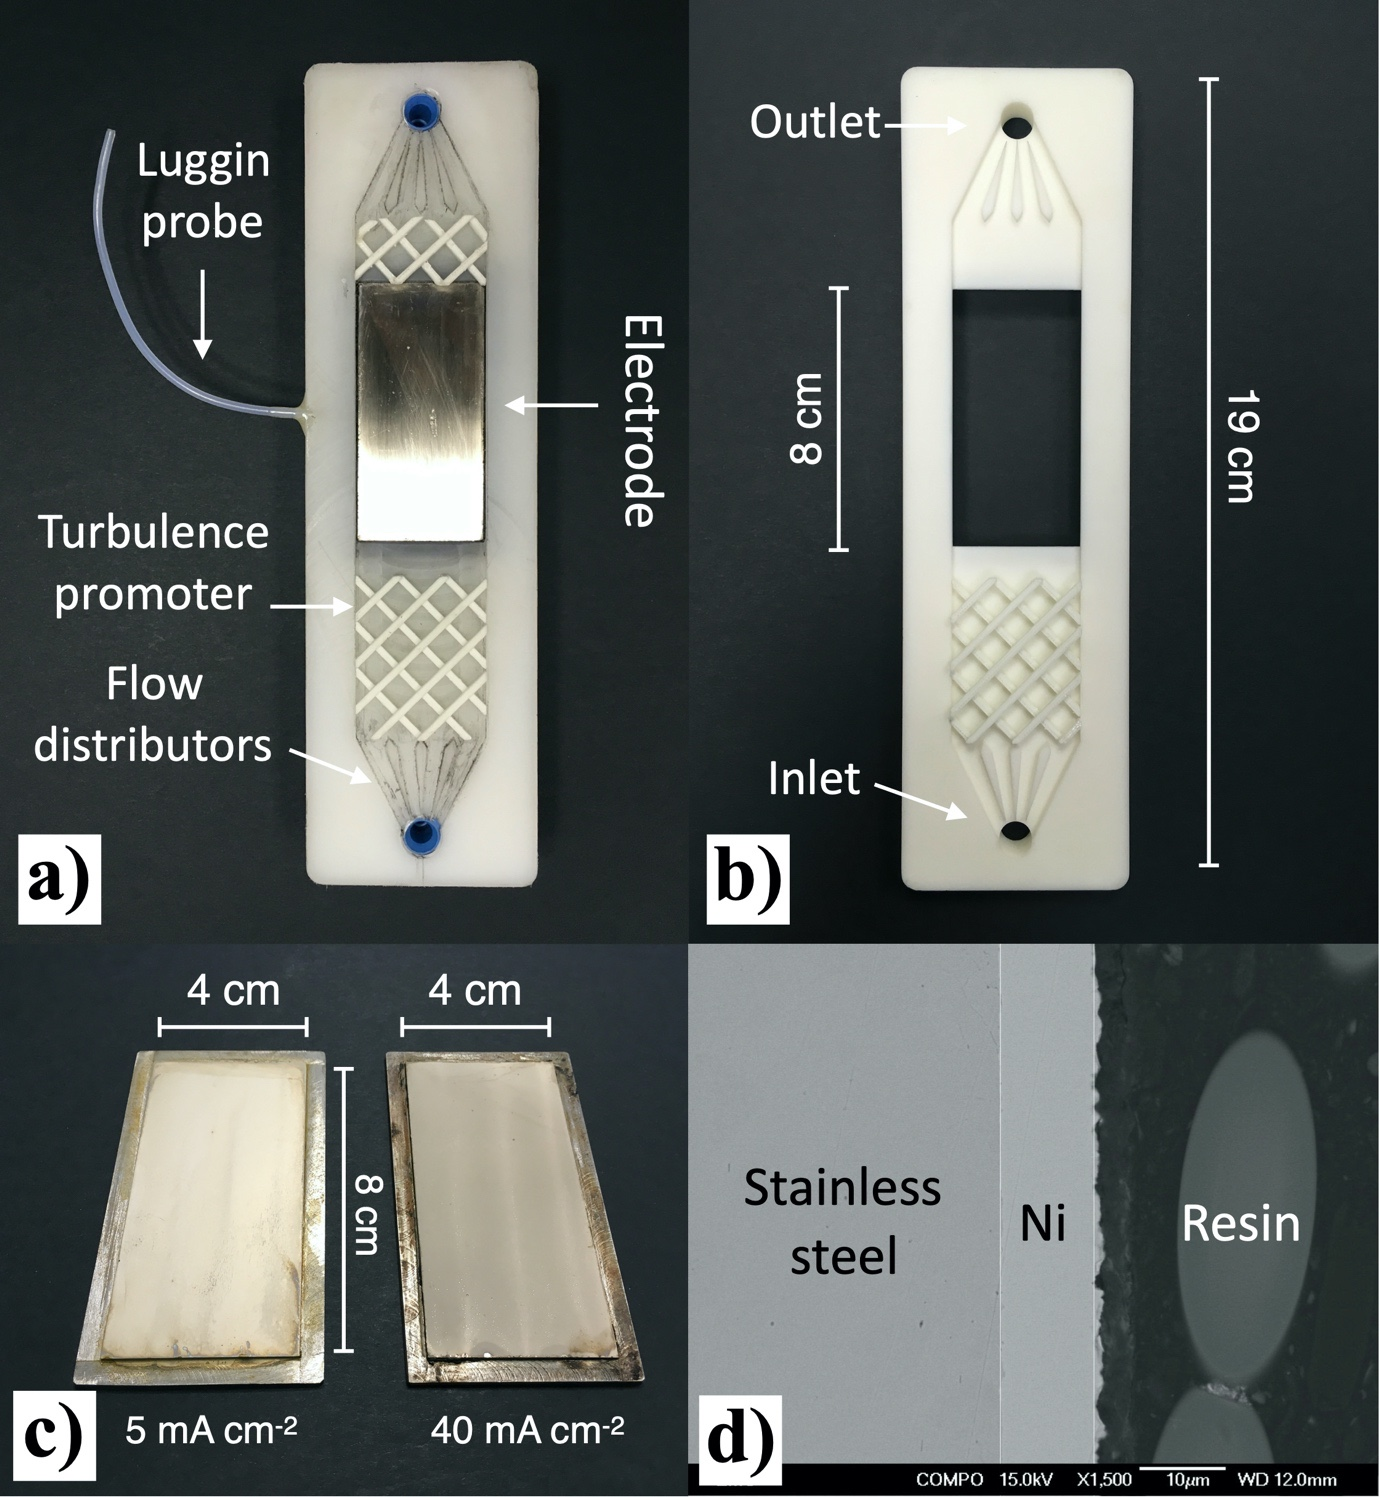 Luggin
probe
Electrode
Turbulence
promoter
Flow
distributors
a)
Outlet
8 cm
19 cm
Inlet
b)
4 cm
4 cm
8 cm
5 mA cm-2
40 mA cm-2
c)
Stainless
steel
Ni
Resin
d)
COMPO 15.0kV X1,500 10μm WD 12.0mm